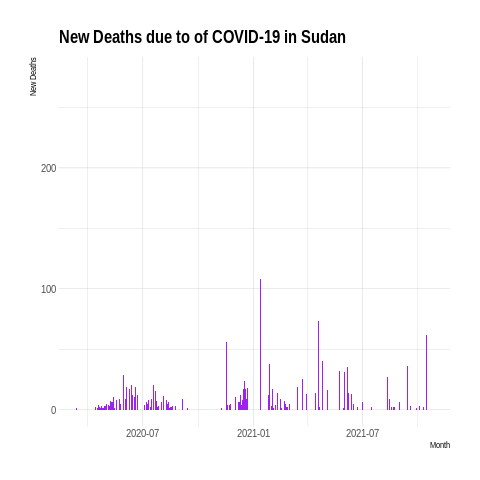 New Deaths due to of COVID-19 in Sudan
New Deaths
200
100
0
2020-07
2021-01
2021-07
Month